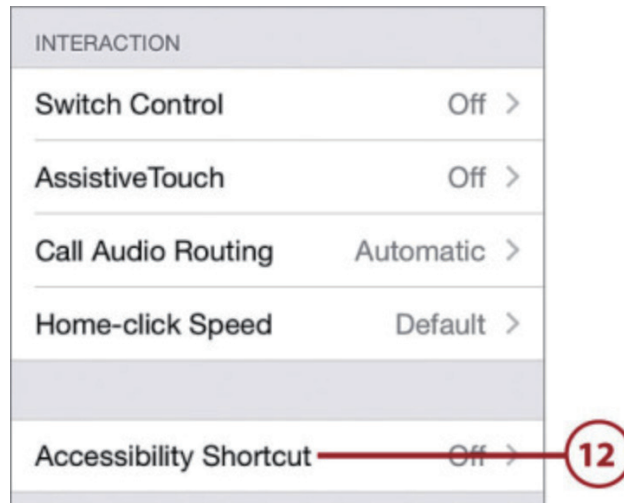 INTERACTION
Switch Control Off >
AssistiveTouch Off >
Call Audio Routing Automatic >
Home-click Speed Default >
Accessibility Shortcut Off > 12